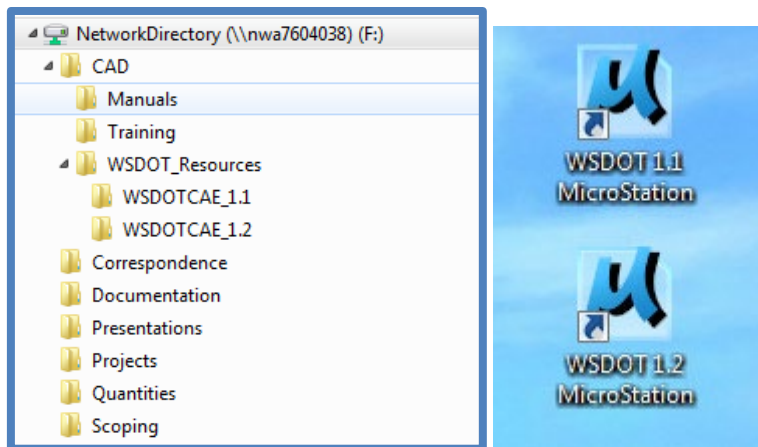 NetworkDirectory (\\nwa7604038) (F:)
CAD
Manuals
Training
WSDOT_Resources
WSDOTCAE_1.1
WSDOTCAE_1.2
Correspondence
Documentation
Presentations
Projects
Quantities
Scoping
WSDOT 1.1
MicroStation
WSDOT 1.2
MicroStation